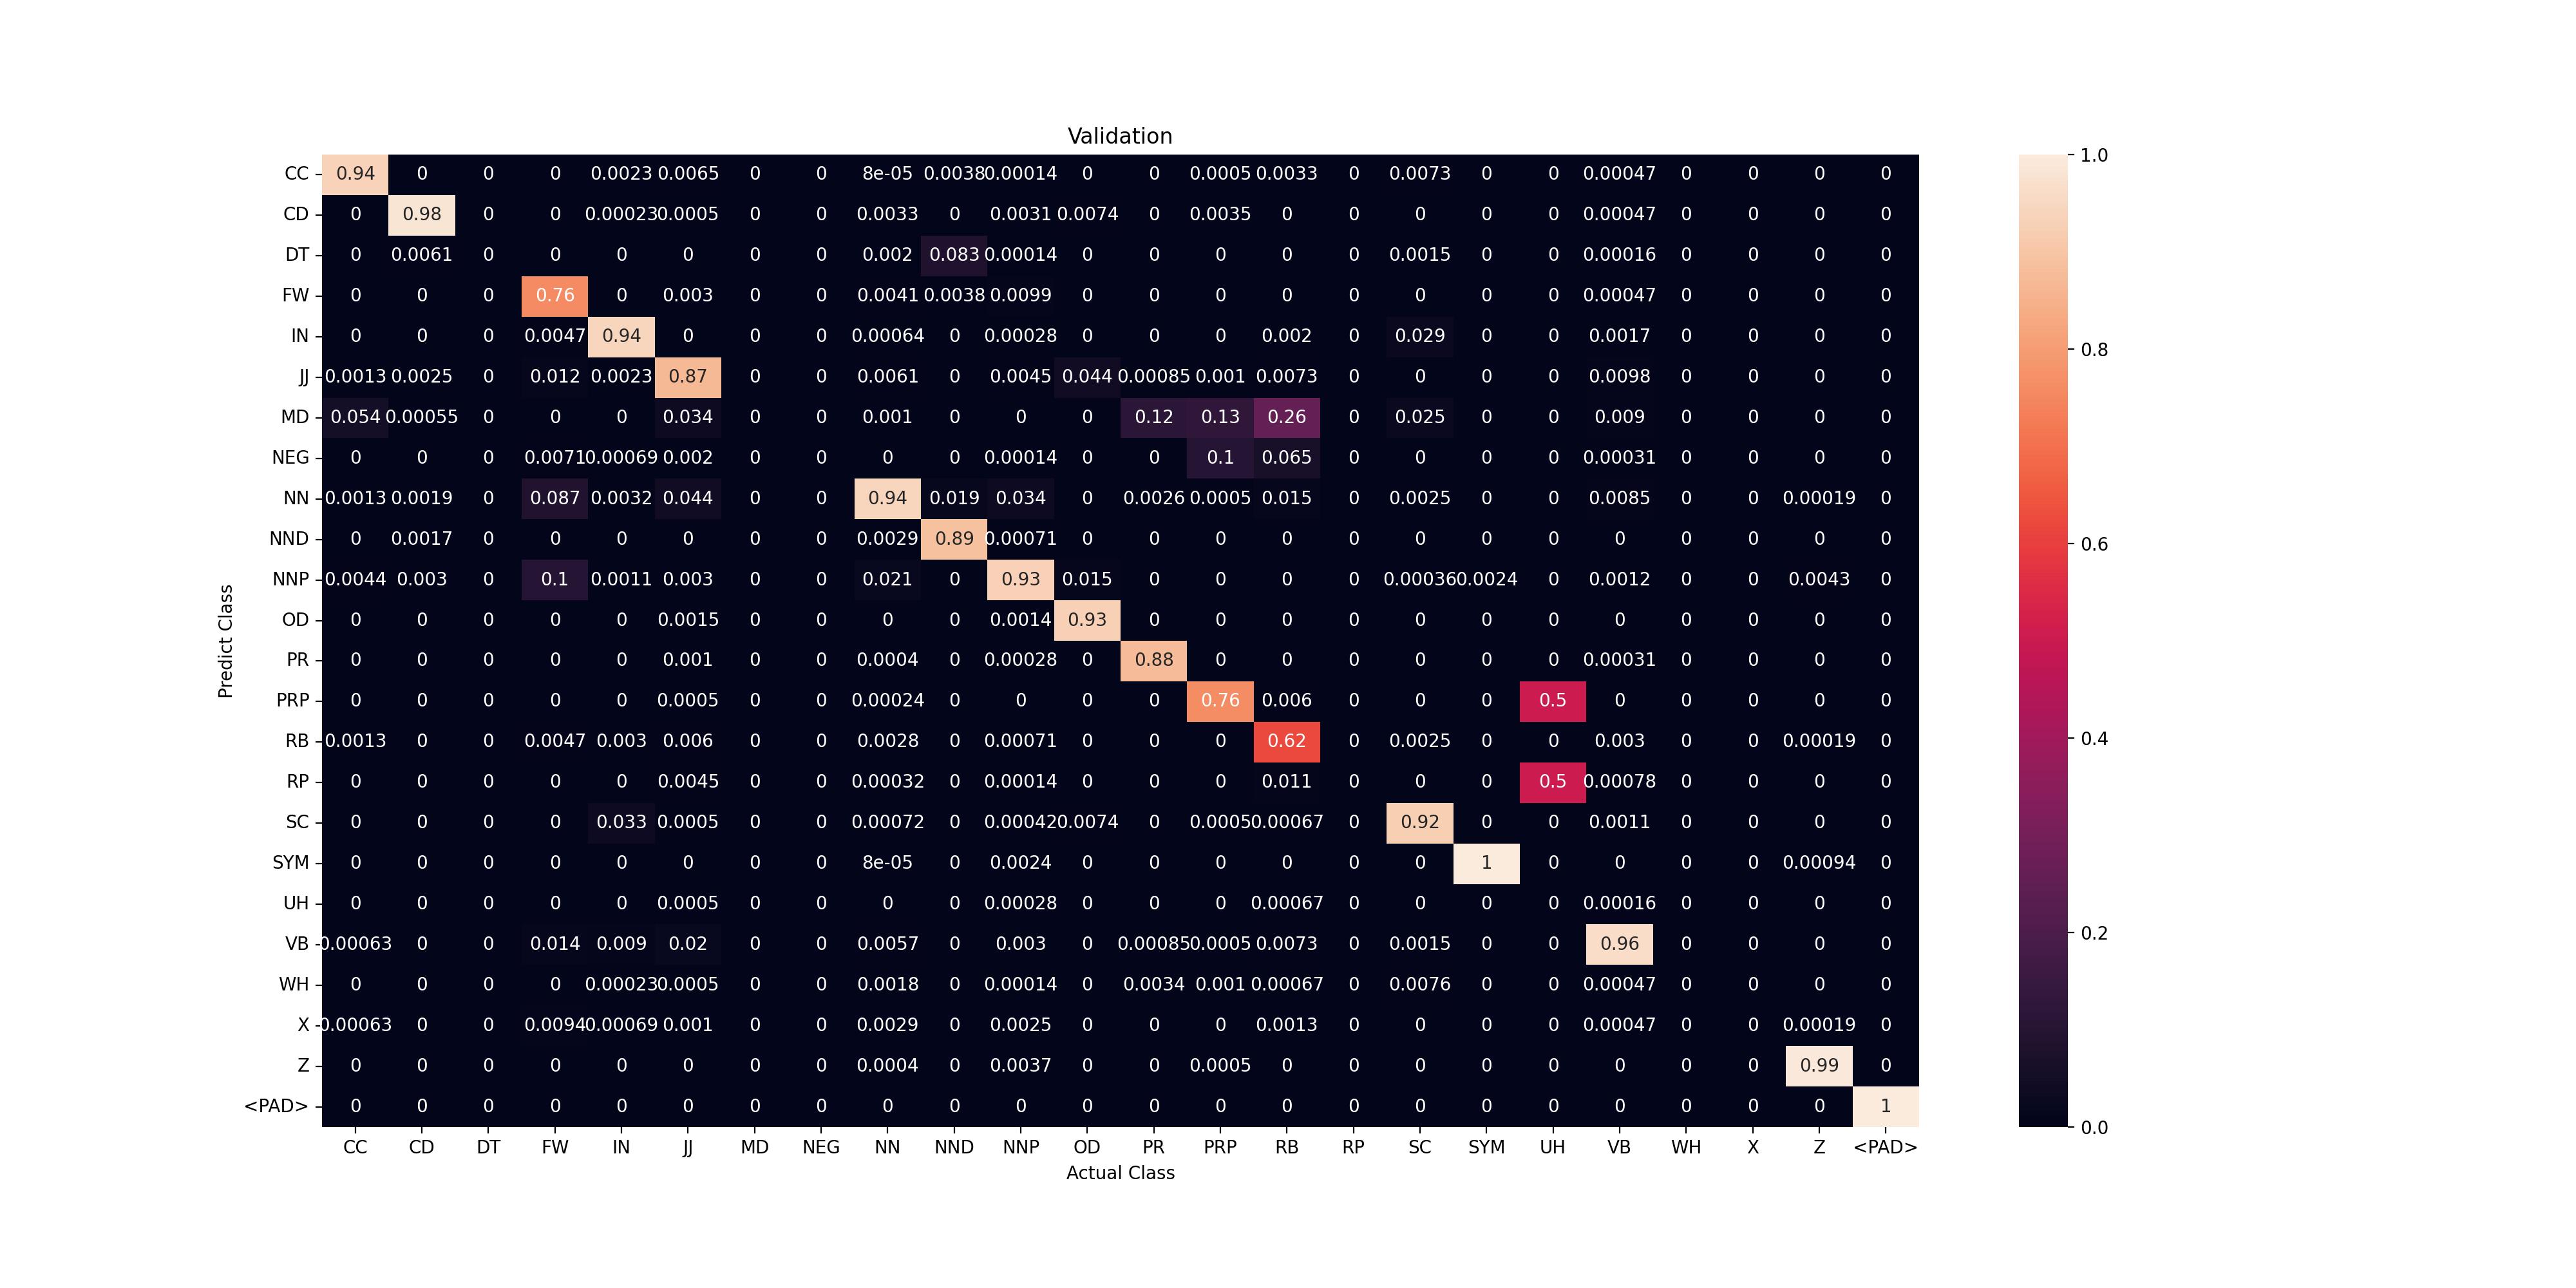 Validation
CC 0.94 0 0 0 0.0023 0.0065 0 0 8e-05 0.0038 0.00014 0 0 0.0005 0.0033 0 0.0073 0 0 0.00047 0 0 0 0
CD 0 0.98 0 0 0.00023 0.0005 0 0 0.0033 0 0.0031 0.0074 0 0.0035 0 0 0 0 0 0.00047 0 0 0 0
DT 0 0.0061 0 0 0 0 0 0 0.002 0.083 0.00014 0 0 0 0 0 0.0015 0 0 0.00016 0 0 0 0
FW 0 0 0 0.76 0 0.003 0 0 0.0041 0.0038 0.0099 0 0 0 0 0 0 0 0 0.00047 0 0 0 0
IN 0 0 0 0.0047 0.94 0 0 0 0.00064 0 0.00028 0 0 0 0.002 0 0.029 0 0 0.0017 0 0 0 0
JJ 0.0013 0.0025 0 0.012 0.0023 0.87 0 0 0.0061 0 0.0045 0.044 0.00085 0.001 0.0073 0 0 0 0 0.0098 0 0 0 0
MD 0.054 0.00055 0 0 0 0.034 0 0 0.001 0 0 0 0.12 0.13 0.26 0 0.025 0 0 0.009 0 0 0 0
NEG 0 0 0 0.0071 0.00069 0.002 0 0 0 0 0.00014 0 0 0.1 0.065 0 0 0 0 0.00031 0 0 0 0
NN 0.0013 0.0019 0 0.087 0.0032 0.044 0 0 0.94 0.019 0.034 0 0.0026 0.0005 0.015 0 0.0025 0 0 0.0085 0 0 0.00019 0
NND 0 0.0017 0 0 0 0 0 0 0.0029 0.89 0.00071 0 0 0 0 0 0 0 0 0 0 0 0 0
NNP 0.0044 0.003 0 0.1 0.0011 0.003 0 0 0.021 0 0.93 0.015 0 0 0 0 0.00036 0.0024 0 0.0012 0 0 0.0043 0
OD 0 0 0 0 0 0.0015 0 0 0 0 0.0014 0.93 0 0 0 0 0 0 0 0 0 0 0 0
PR 0 0 0 0 0 0.001 0 0 0.0004 0 0.00028 0 0.88 0 0 0 0 0 0 0.00031 0 0 0 0
PRP 0 0 0 0 0 0.0005 0 0 0.00024 0 0 0 0 0.76 0.006 0 0 0 0.5 0 0 0 0 0
RB 0.0013 0 0 0.0047 0.003 0.006 0 0 0.0028 0 0.00071 0 0 0 0.62 0 0.0025 0 0 0.003 0 0 0.00019 0
RP 0 0 0 0 0 0.0045 0 0 0.00032 0 0.00014 0 0 0 0.011 0 0 0 0.5 0.00078 0 0 0 0
SC 0 0 0 0 0.033 0.0005 0 0 0.00072 0 0.00042 0.0074 0 0.0005 0.00067 0 0.92 0 0 0.0011 0 0 0 0
SYM 0 0 0 0 0 0 0 0 8e-05 0 0.0024 0 0 0 0 0 0 1 0 0 0 0 0.00094 0
UH 0 0 0 0 0 0.0005 0 0 0 0 0.00028 0 0 0 0.00067 0 0 0 0 0.00016 0 0 0 0
VB 0.00063 0 0 0.014 0.009 0.02 0 0 0.0057 0 0.003 0 0.00085 0.0005 0.0073 0 0.0015 0 0 0.96 0 0 0 0
WH 0 0 0 0 0.00023 0.0005 0 0 0.0018 0 0.00014 0 0.0034 0.001 0.00067 0 0.0076 0 0 0.00047 0 0 0 0
X 0.00063 0 0 0.0094 0.00069 0.001 0 0 0.0029 0 0.0025 0 0 0 0.0013 0 0 0 0 0.00047 0 0 0.00019 0
Z 0 0 0 0 0 0 0 0 0.0004 0 0.0037 0 0 0.0005 0 0 0 0 0 0 0 0 0.99 0
<PAD> 0 0 0 0 0 0 0 0 0 0 0 0 0 0 0 0 0 0 0 0 0 0 0 1
CC CD DT FW IN JJ MD NEG NN NND NNP OD PR PRP RB RP SC SYM UH VB WH X Z <PAD>
Actual Class
Predict Class
1.0
0.8
0.6
0.4
0.2
0.0